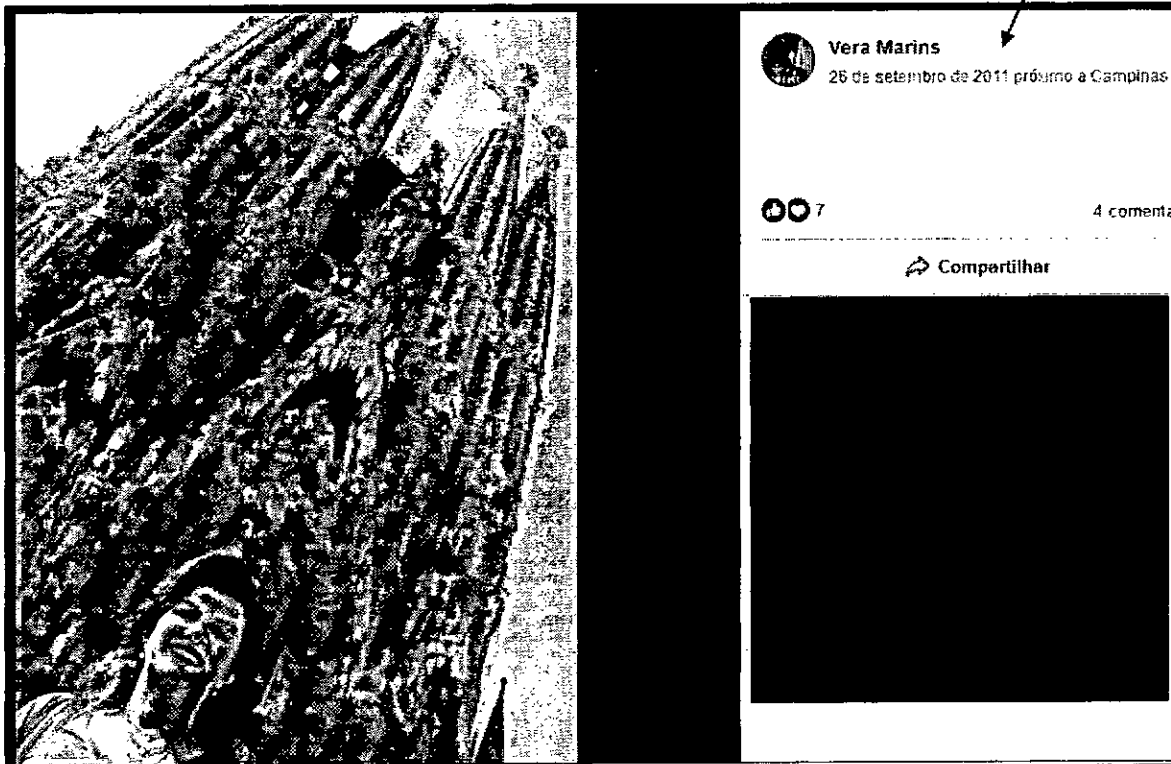 Vera Marins
26 de setembro de 2011 próximo a Campinas
7
4 comenta
Compartilhar